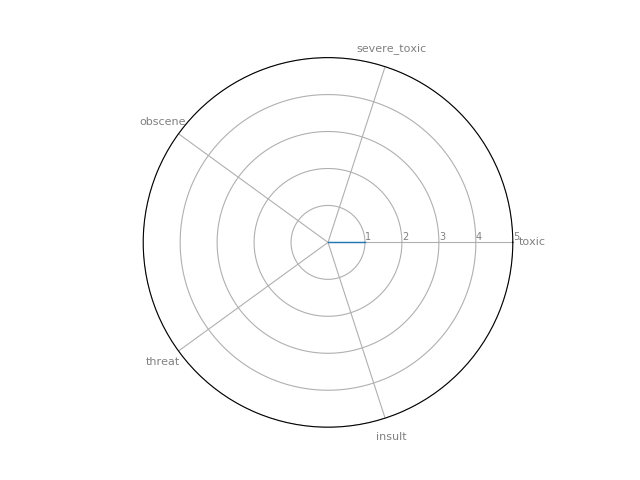 severe_toxic
obscene
1 2 3 4 5 toxic
threat
insult